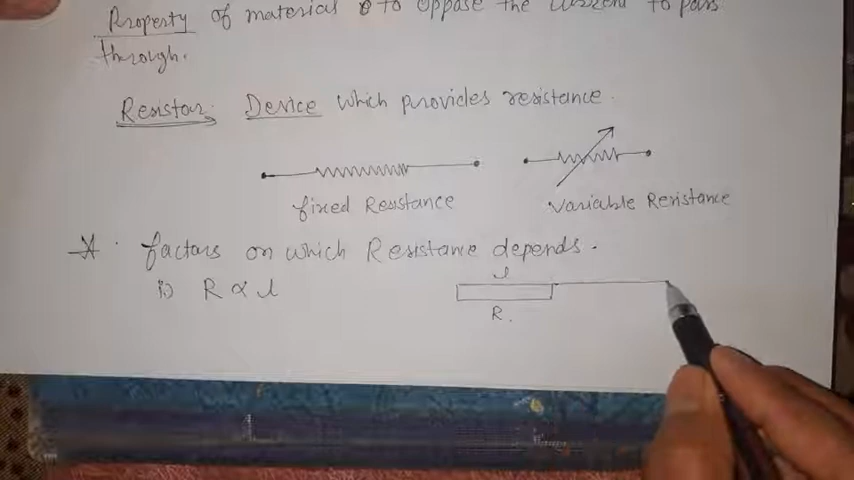 Property of material to oppose the current to pass
through.
Resistor: Device which provides resistance.
fixed Resistance
variable Resistance
* factors on which Resistance depends.
l
i) R ∝ l
R.